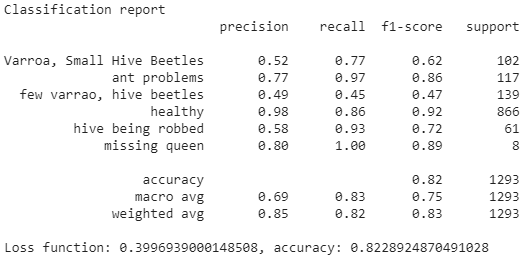 Classification report
precision recall f1-score support
Varroa, Small Hive Beetles 0.52 0.77 0.62 102
ant problems 0.77 0.97 0.86 117
few varrao, hive beetles 0.49 0.45 0.47 139
healthy 0.98 0.86 0.92 866
hive being robbed 0.58 0.93 0.72 61
missing queen 0.80 1.00 0.89 8
accuracy 0.82 1293
macro avg 0.69 0.83 0.75 1293
weighted avg 0.85 0.82 0.83 1293
Loss function: 0.3996939000148508, accuracy: 0.8228924870491028